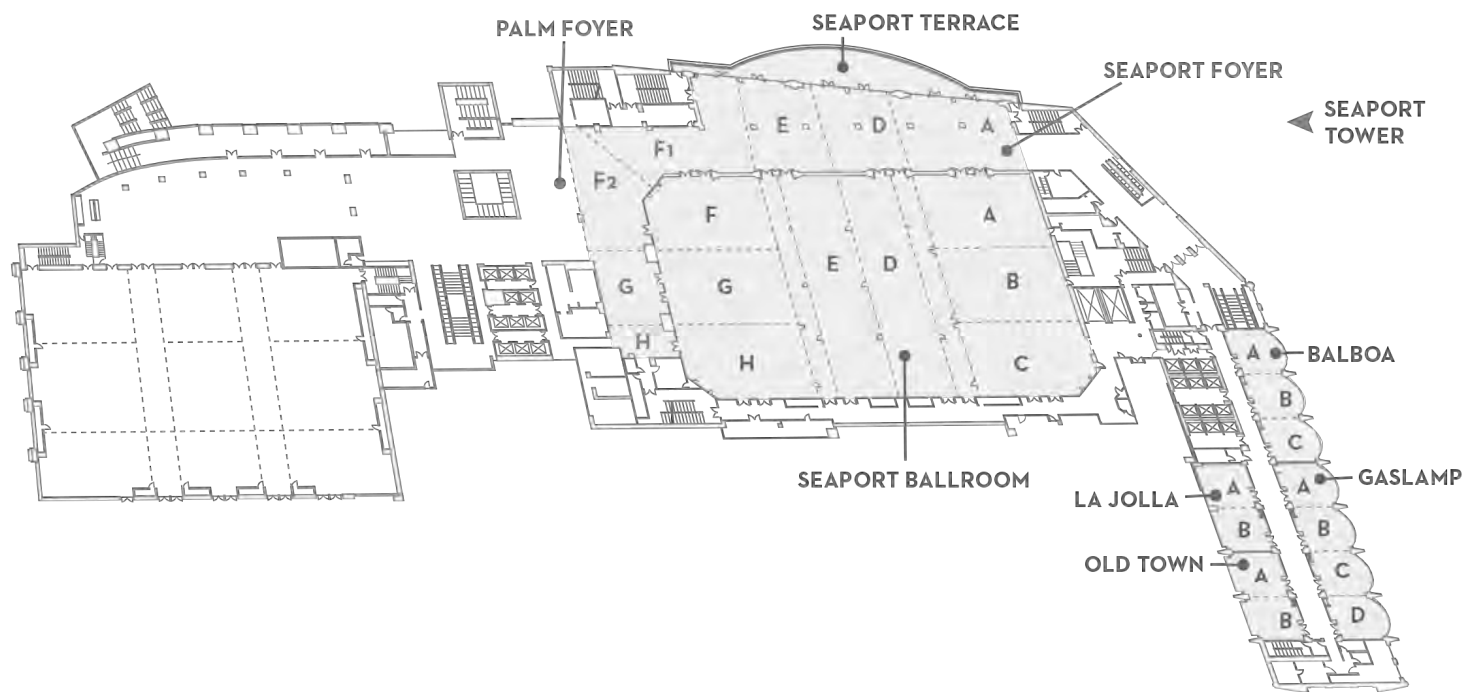 SEAPORT TERRACE
PALM FOYER
SEAPORT FOYER
SEAPORT
TOWER
E
D
A
F1
F2
F
A
E
D
G
G
B
H
H
C
A
BALBOA
B
C
SEAPORT BALLROOM
LA JOLLA
A
A
GASLAMP
B
B
OLD TOWN
A
C
B
D